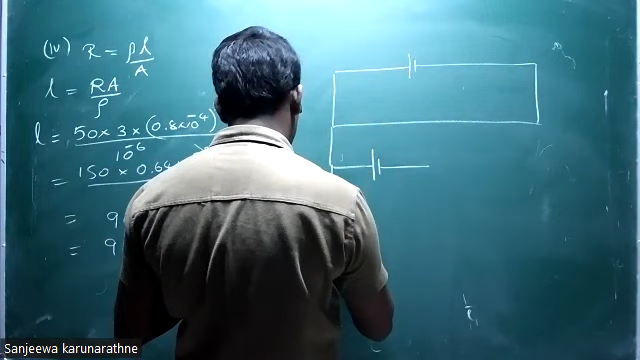 (iv) R = ρl/A
l = RA/ρ
l = 50 × 3 × (0.8×10⁻⁴)
10⁻⁶
= 150 × 0.64
= 9
= 9
Sanjeewa karunarathne